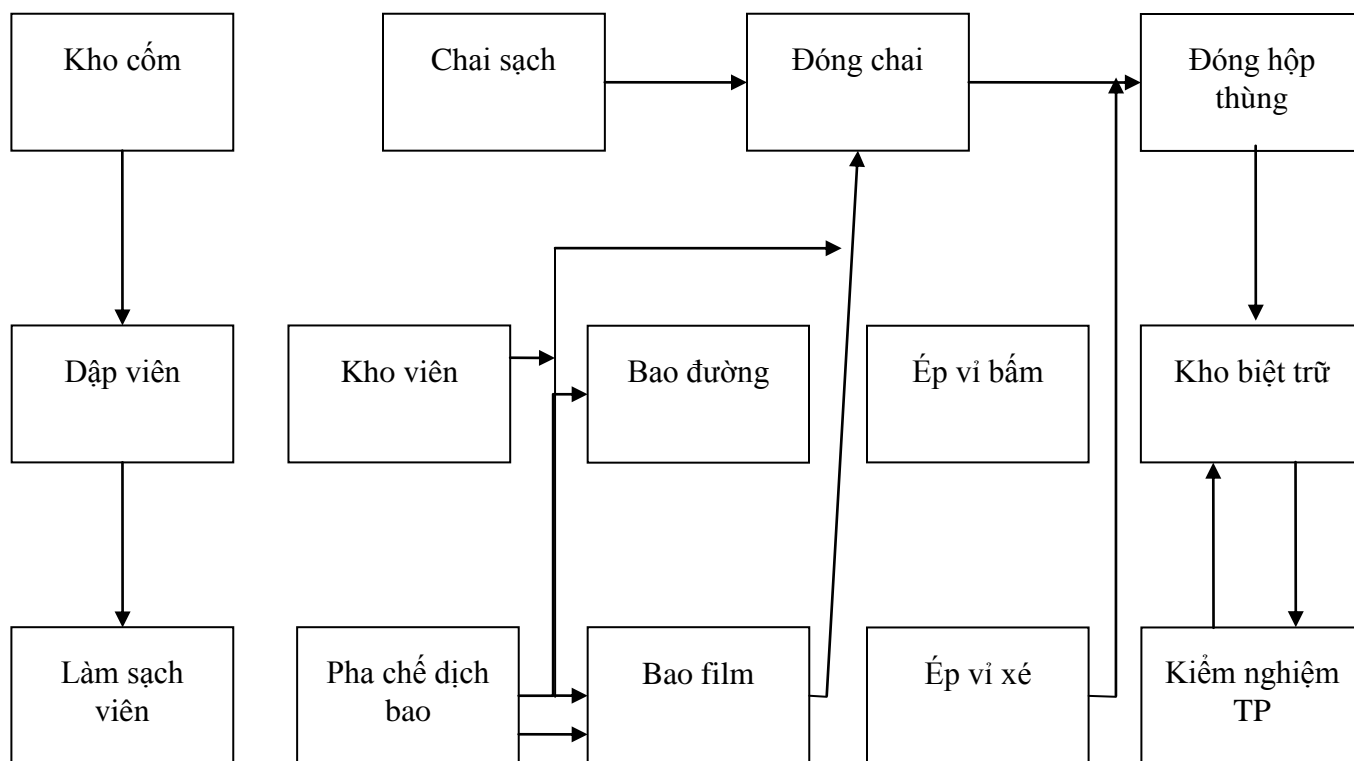 Kho cốm
Chai sạch
Đóng chai
Đóng hộp
thùng
Dập viên
Kho viên
Bao đường
Ép vỉ bấm
Kho biệt trữ
Làm sạch
viên
Pha chế dịch
bao
Bao film
Ép vỉ xé
Kiểm nghiệm
TP